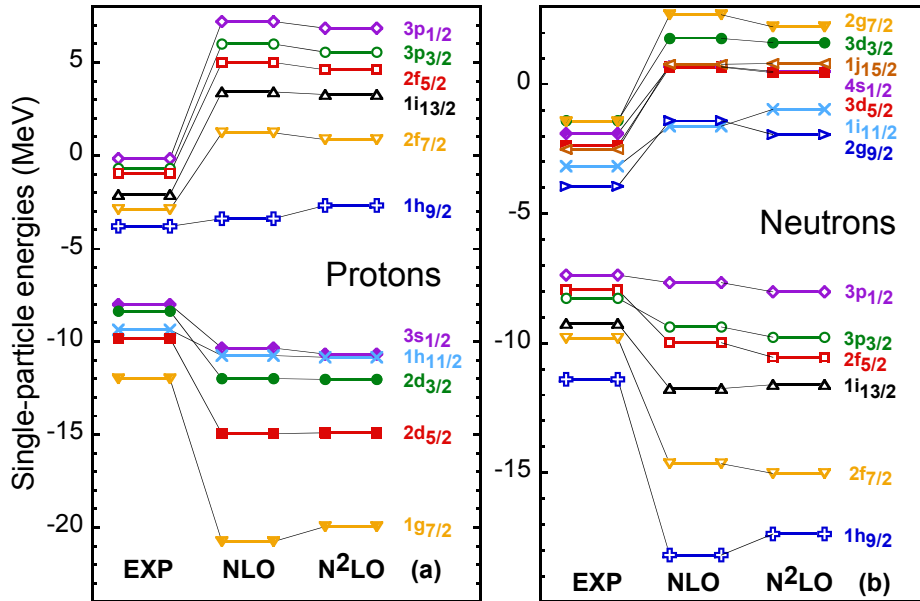 Single-particle energies (MeV)
5
0
-5
-10
-15
-20
3p1/2
3p3/2
2f5/2
1i13/2
2f7/2
1h9/2
Protons
3s1/2
1h11/2
2d3/2
2d5/2
1g7/2
EXP NLO N²LO (a)
0
-5
-10
-15
2g7/2
3d3/2
1j15/2
4s1/2
3d5/2
1i11/2
2g9/2
Neutrons
3p1/2
3p3/2
2f5/2
1i13/2
2f7/2
1h9/2
EXP NLO N²LO (b)